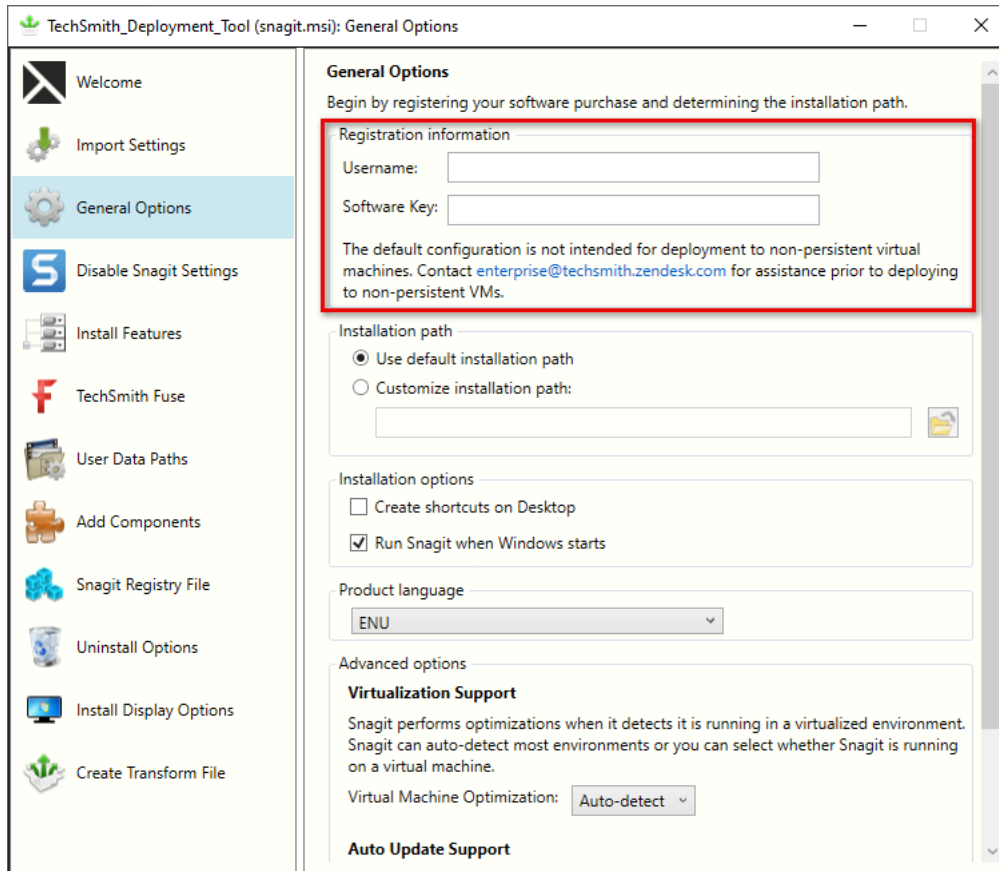 TechSmith_Deployment_Tool (snagit.msi): General Options
Welcome
Import Settings
General Options
Disable Snagit Settings
Install Features
TechSmith Fuse
User Data Paths
Add Components
Snagit Registry File
Uninstall Options
Install Display Options
Create Transform File
General Options
Begin by registering your software purchase and determining the installation path.
Registration information
Username:
Software Key:
The default configuration is not intended for deployment to non-persistent virtual
machines. Contact enterprise@techsmith.zendesk.com for assistance prior to deploying
to non-persistent VMs.
Installation path
Use default installation path
Customize installation path:
Installation options
Create shortcuts on Desktop
Run Snagit when Windows starts
Product language
ENU
Advanced options
Virtualization Support
Snagit performs optimizations when it detects it is running in a virtualized environment.
Snagit can auto-detect most environments or you can select whether Snagit is running
on a virtual machine.
Virtual Machine Optimization: Auto-detect
Auto Update Support